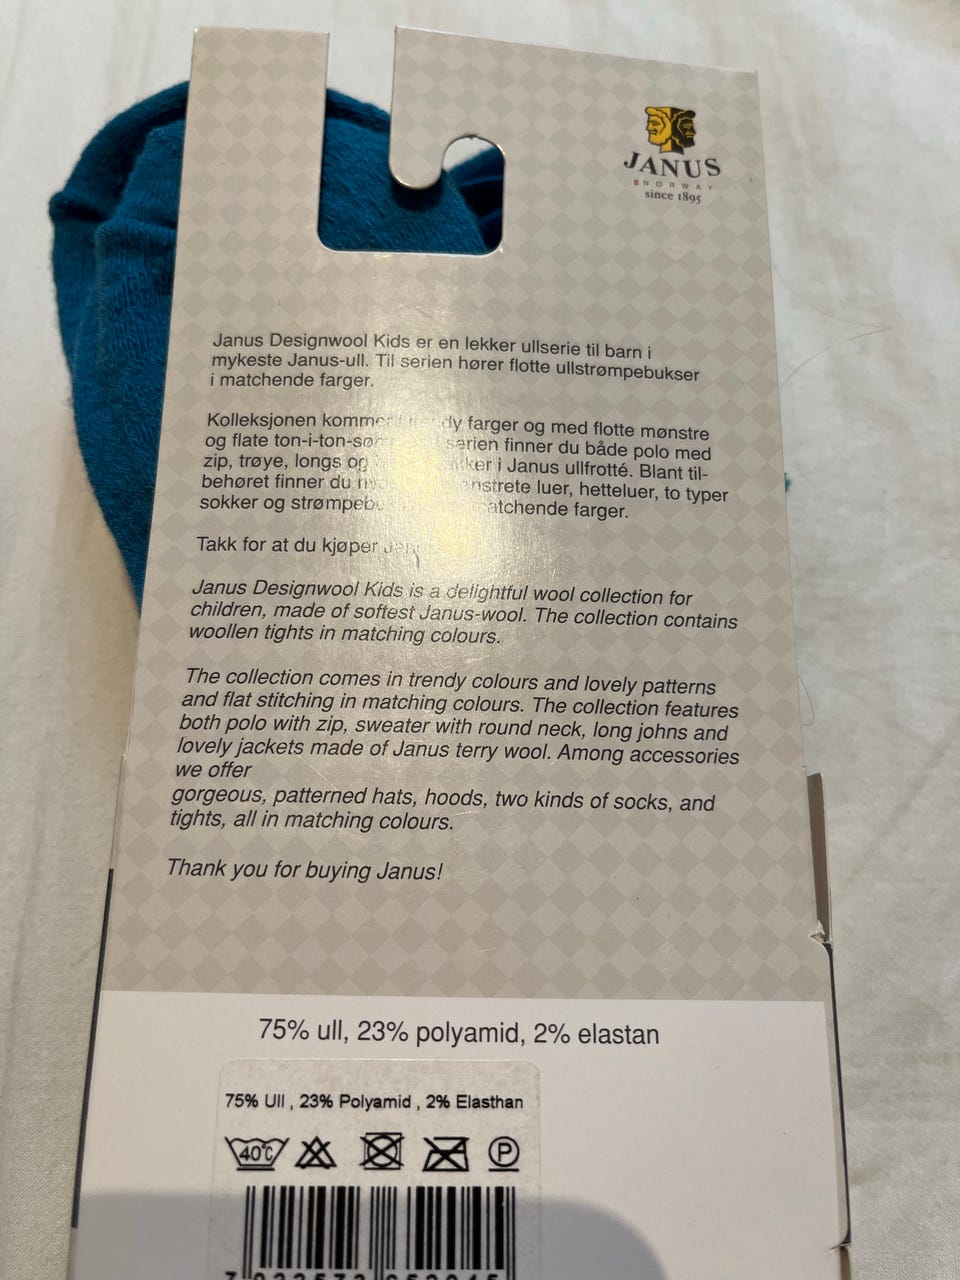 JANUS
NORWAY
since 1895
Janus Designwool Kids er en lekker ullserie til barn i
mykeste Janus-ull. Til serien hører flotte ullstrømpebukser
i matchende farger.
Kolleksjonen kommer farger og med flotte mønstre
og flate ton-i-ton- serien finner du både polo med
zip, trøye, longs og i Janus ullfrotté. Blant til-
behøret finner du luer, hetteluer, to typer
sokker og matchende farger.
Takk for at du kjøper
Janus Designwool Kids is a delightful wool collection for
children, made of softest Janus-wool. The collection contains
woollen tights in matching colours.
The collection comes in trendy colours and lovely patterns
and flat stitching in matching colours. The collection features
both polo with zip, sweater with round neck, long johns and
lovely jackets made of Janus terry wool. Among accessories
we offer
gorgeous, patterned hats, hoods, two kinds of socks, and
tights, all in matching colours.
Thank you for buying Janus!
75% ull, 23% polyamid, 2% elastan
75% Ull , 23% Polyamid , 2% Elasthan
40°C P